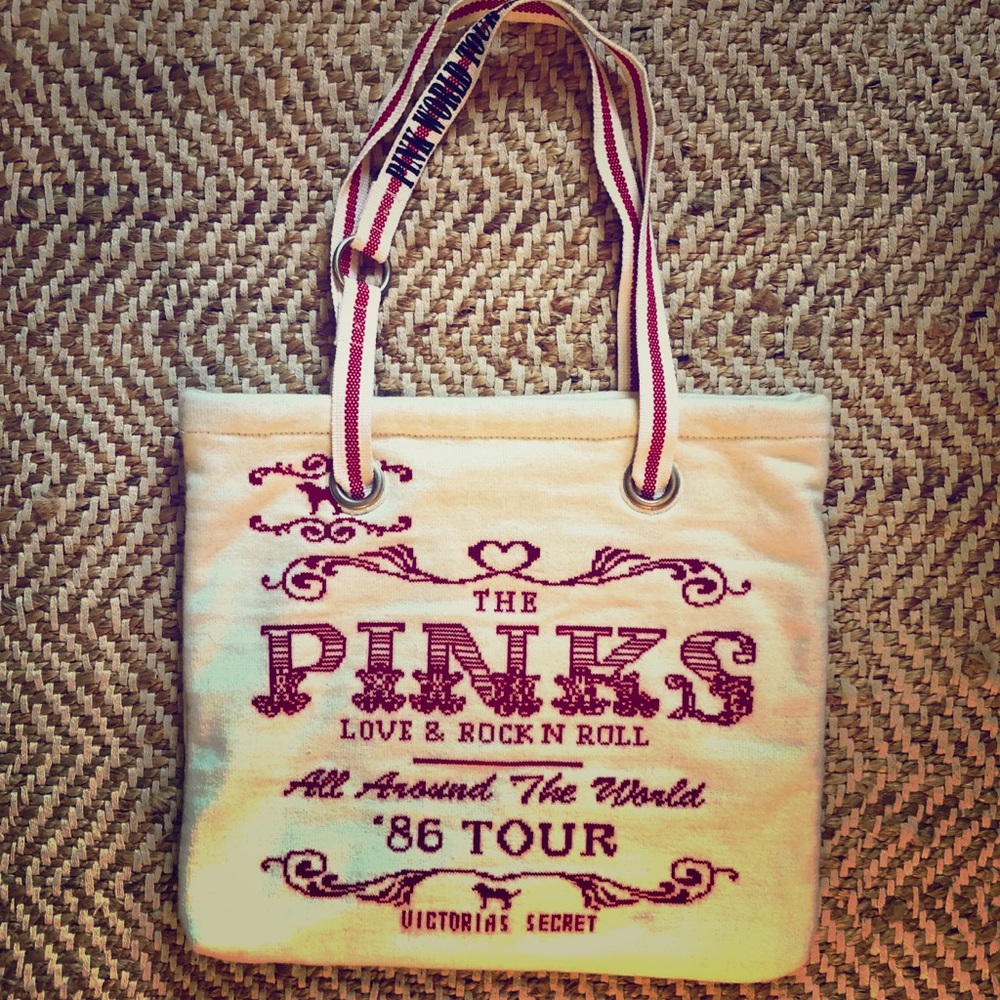 PINK WORLD TOUR
THE
PINKS
LOVE & ROCK N ROLL
All Around The World
'86 TOUR
VICTORIAS SECRET